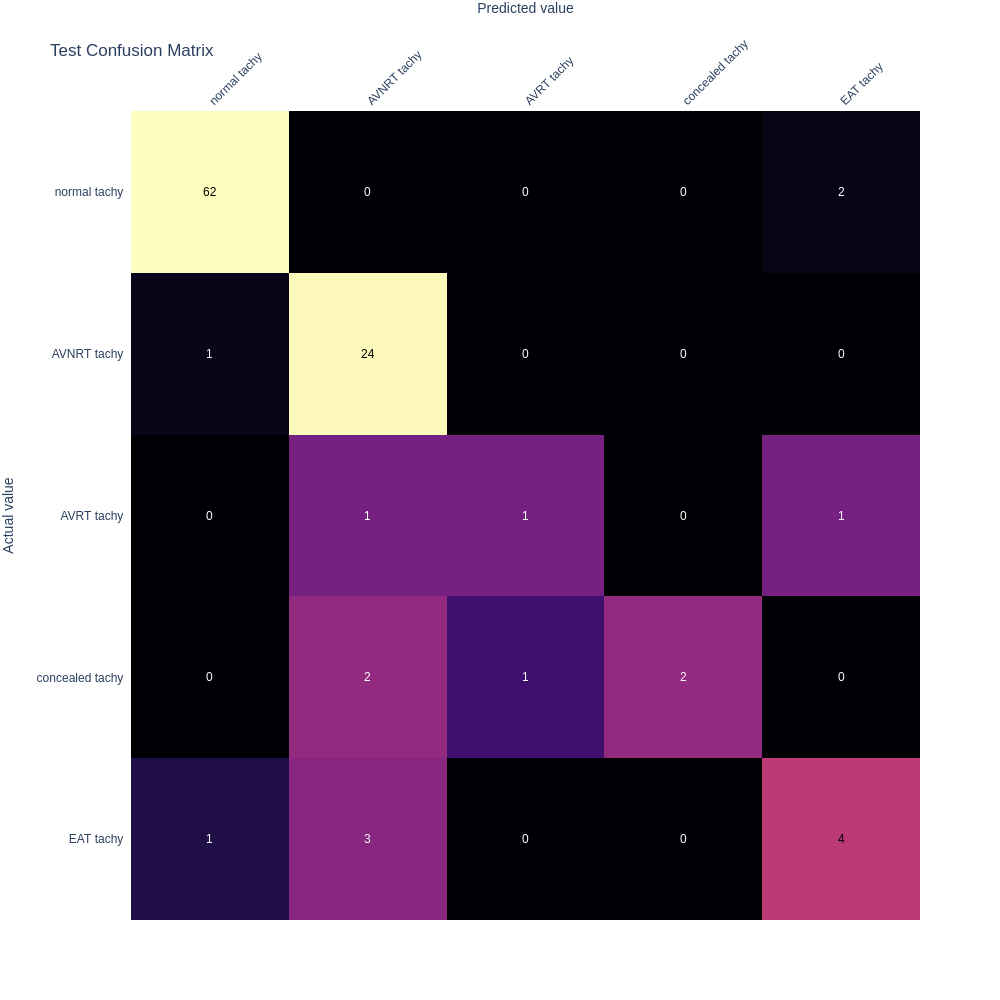 Predicted value
Test Confusion Matrix
normal tachy
AVNRT tachy
AVRT tachy
concealed tachy
EAT tachy
Actual value
normal tachy 62 0 0 0 2
AVNRT tachy 1 24 0 0 0
AVRT tachy 0 1 1 0 1
concealed tachy 0 2 1 2 0
EAT tachy 1 3 0 0 4